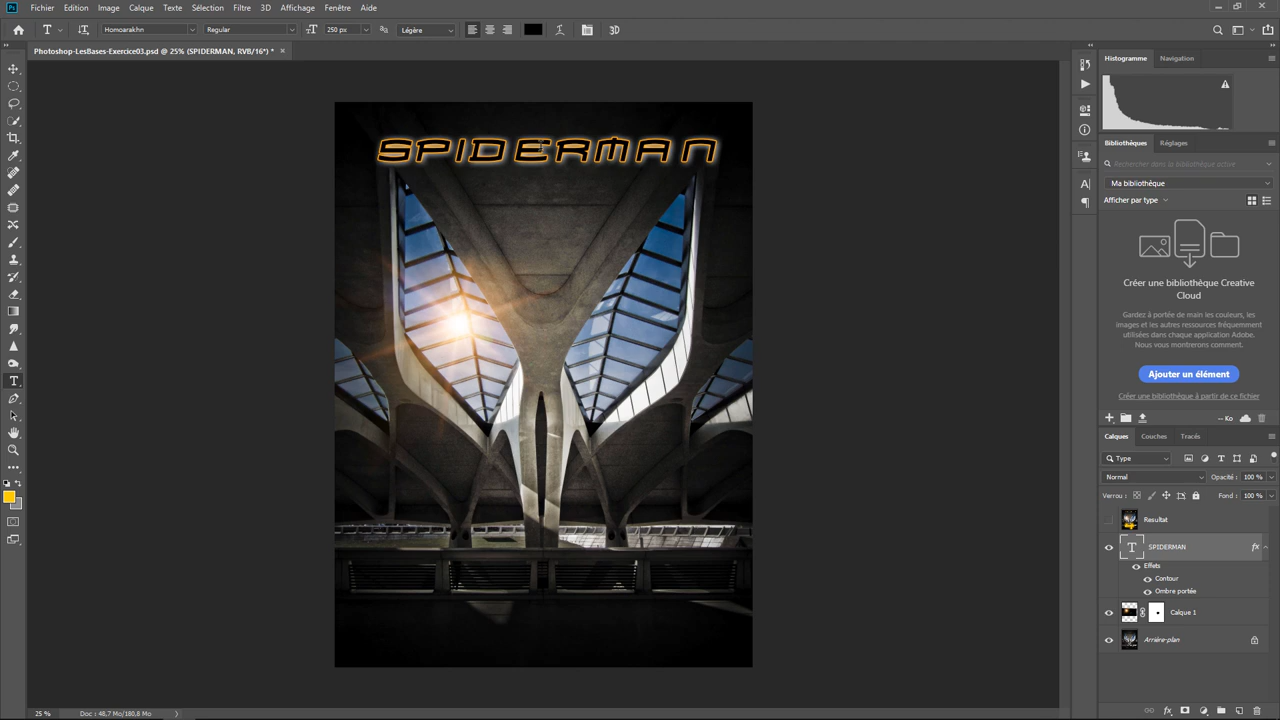 Ps Fichier Edition Image Calque Texte Sélection Filtre 3D Affichage Fenêtre Aide
T Homoarakhn Regular 250 px Légère 3D
Photoshop-LesBases-Exercice03.psd @ 25% (SPIDERMAN, RVB/16*) *
SPIDERMAN
Histogramme Navigation
Bibliothèques Réglages
Rechercher dans la bibliothèque active
Ma bibliothèque
Afficher par type
Créer une bibliothèque Creative
Cloud
Gardez à portée de main les couleurs, les
images et les autres ressources fréquemment
utilisées dans chaque application Adobe.
Nous vous montrerons comment.
Ajouter un élément
Créer une bibliothèque à partir de ce fichier
-- Ko
Calques Couches Tracés
Type
Normal Opacité : 100 %
Verrou : Fond : 100 %
Resultat
T SPIDERMAN fx
Effets
Contour
Ombre portée
Calque 1
Arrière-plan
25 % Doc : 48,7 Mo/180,8 Mo
fx